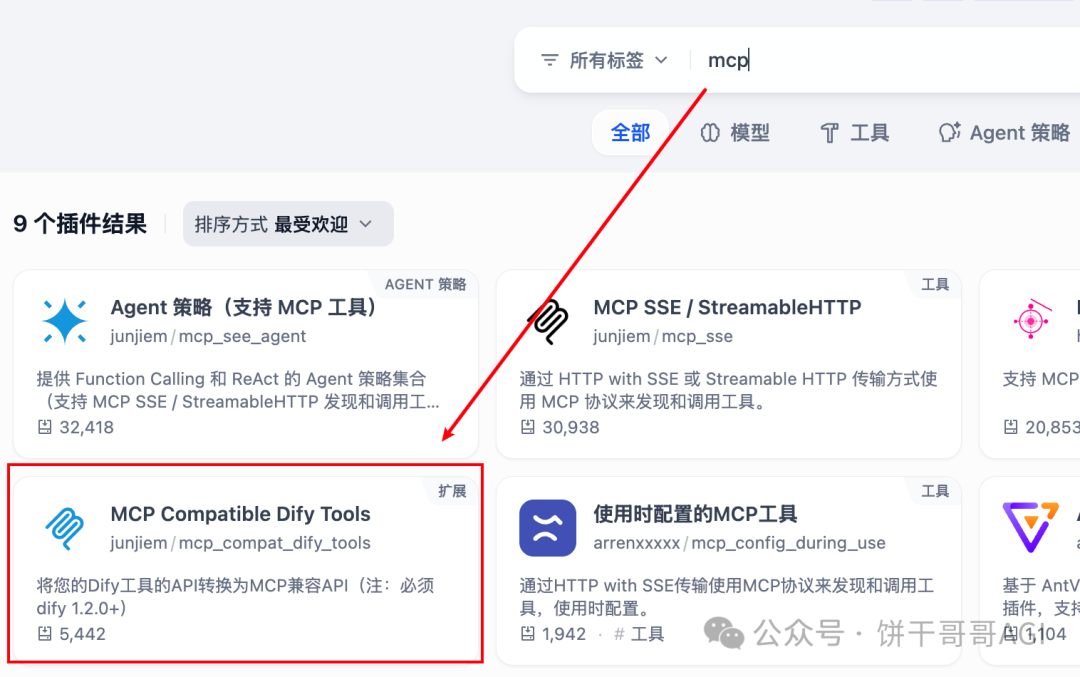 所有标签 mcp
全部 模型 工具 Agent 策略
9 个插件结果 排序方式 最受欢迎
AGENT 策略
Agent 策略（支持 MCP 工具）
junjiem/mcp_see_agent
提供 Function Calling 和 ReAct 的 Agent 策略集合
（支持 MCP SSE / StreamableHTTP 发现和调用工...
32,418
工具
MCP SSE / StreamableHTTP
junjiem/mcp_sse
通过 HTTP with SSE 或 Streamable HTTP 传输方式使
用 MCP 协议来发现和调用工具。
30,938
支持 MCP
20,853
扩展
MCP Compatible Dify Tools
junjiem/mcp_compat_dify_tools
将您的Dify工具的API转换为MCP兼容API（注：必须
dify 1.2.0+)
5,442
工具
使用时配置的MCP工具
arrenxxxxx/mcp_config_during_use
通过HTTP with SSE传输使用MCP协议来发现和调用工
具，使用时配置。
1,942 · # 工具
基于 AntV
插件，支持
1,104
公众号 · 饼干哥哥AGI